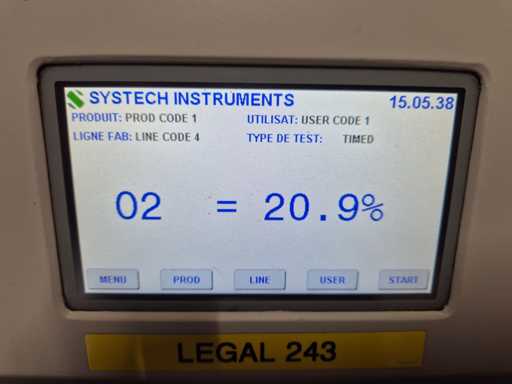 SYSTECH INSTRUMENTS 15.05.38
PRODUIT: PROD CODE 1 UTILISAT: USER CODE 1
LIGNE FAB: LINE CODE 4 TYPE DE TEST: TIMED
O2 = 20.9%
MENU PROD LINE USER START
LEGAL 243